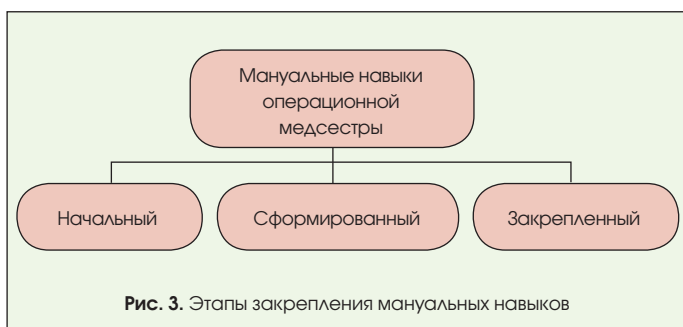 Мануальные навыки
операционной
медсестры
Начальный
Сформированный
Закрепленный
Рис. 3. Этапы закрепления мануальных навыков